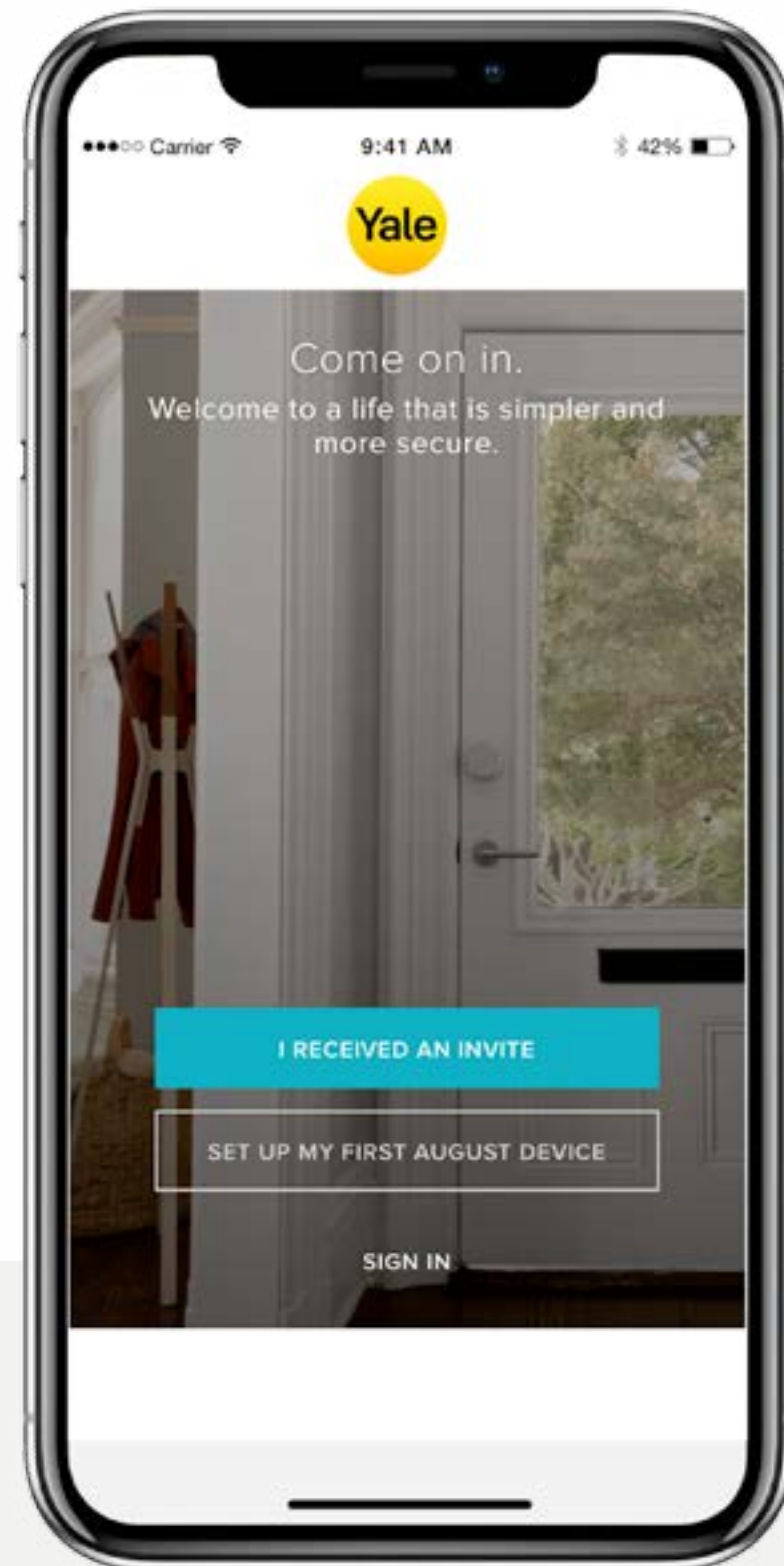 Carrier
9:41 AM
42%
Yale
Come on in.
Welcome to a life that is simpler and
more secure.
I RECEIVED AN INVITE
SET UP MY FIRST AUGUST DEVICE
SIGN IN